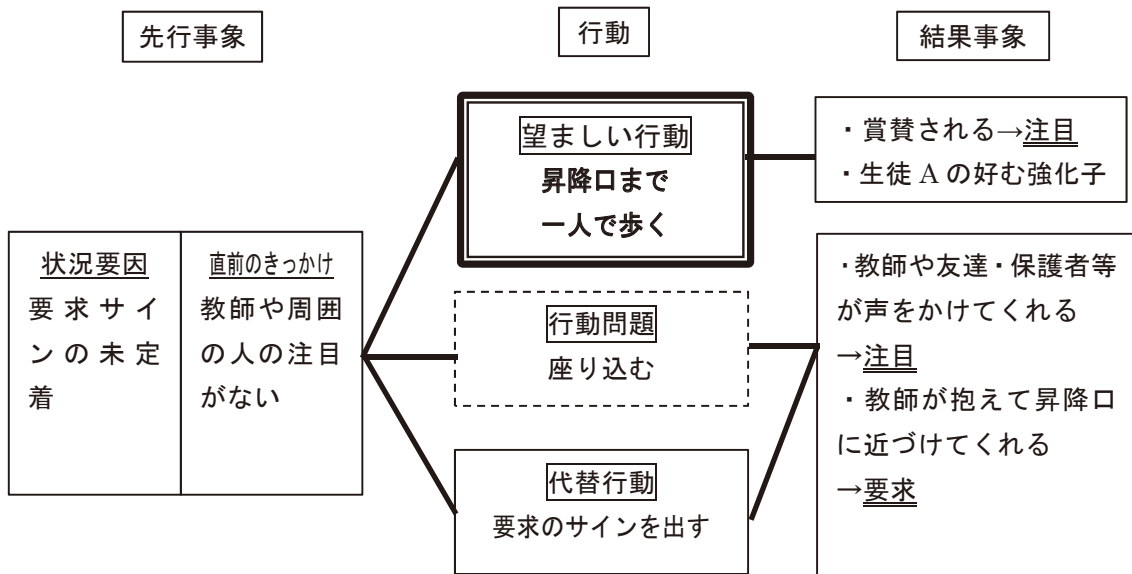 先行事象
行動
結果事象
望ましい行動
昇降口まで
一人で歩く
・賞賛される→注目
・生徒 A の好む強化子
状況要因
要求サイ
ンの未定
着
直前のきっかけ
教師や周囲
の人の注目
がない
行動問題
座り込む
代替行動
要求のサインを出す
・教師や友達・保護者等
が声をかけてくれる
→注目
・教師が抱えて昇降口
に近づけてくれる
→要求